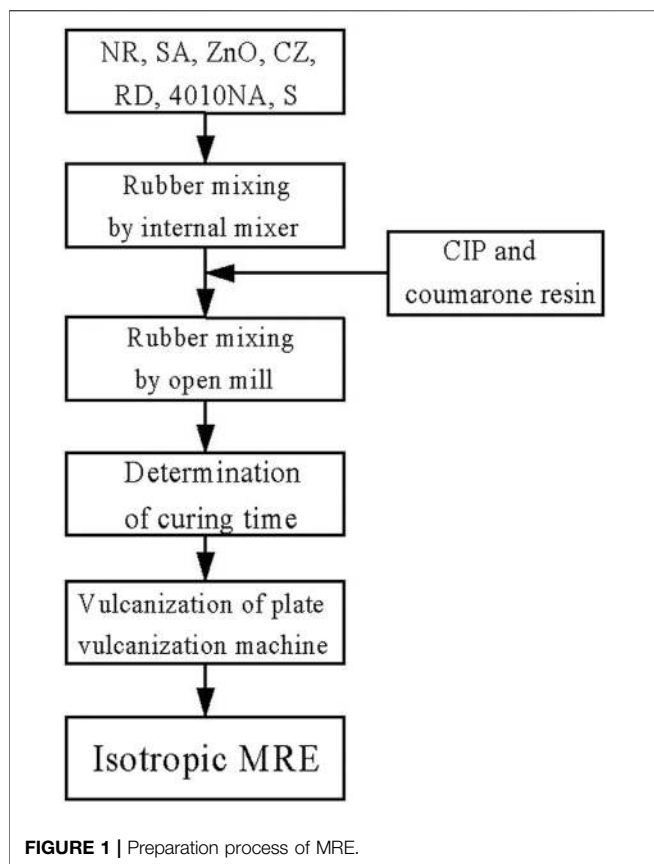 NR, SA, ZnO, CZ,
RD, 4010NA, S
Rubber mixing
by internal mixer
CIP and
coumarone resin
Rubber mixing
by open mill
Determination
of curing time
Vulcanization of plate
vulcanization machine
Isotropic MRE
FIGURE 1 | Preparation process of MRE.